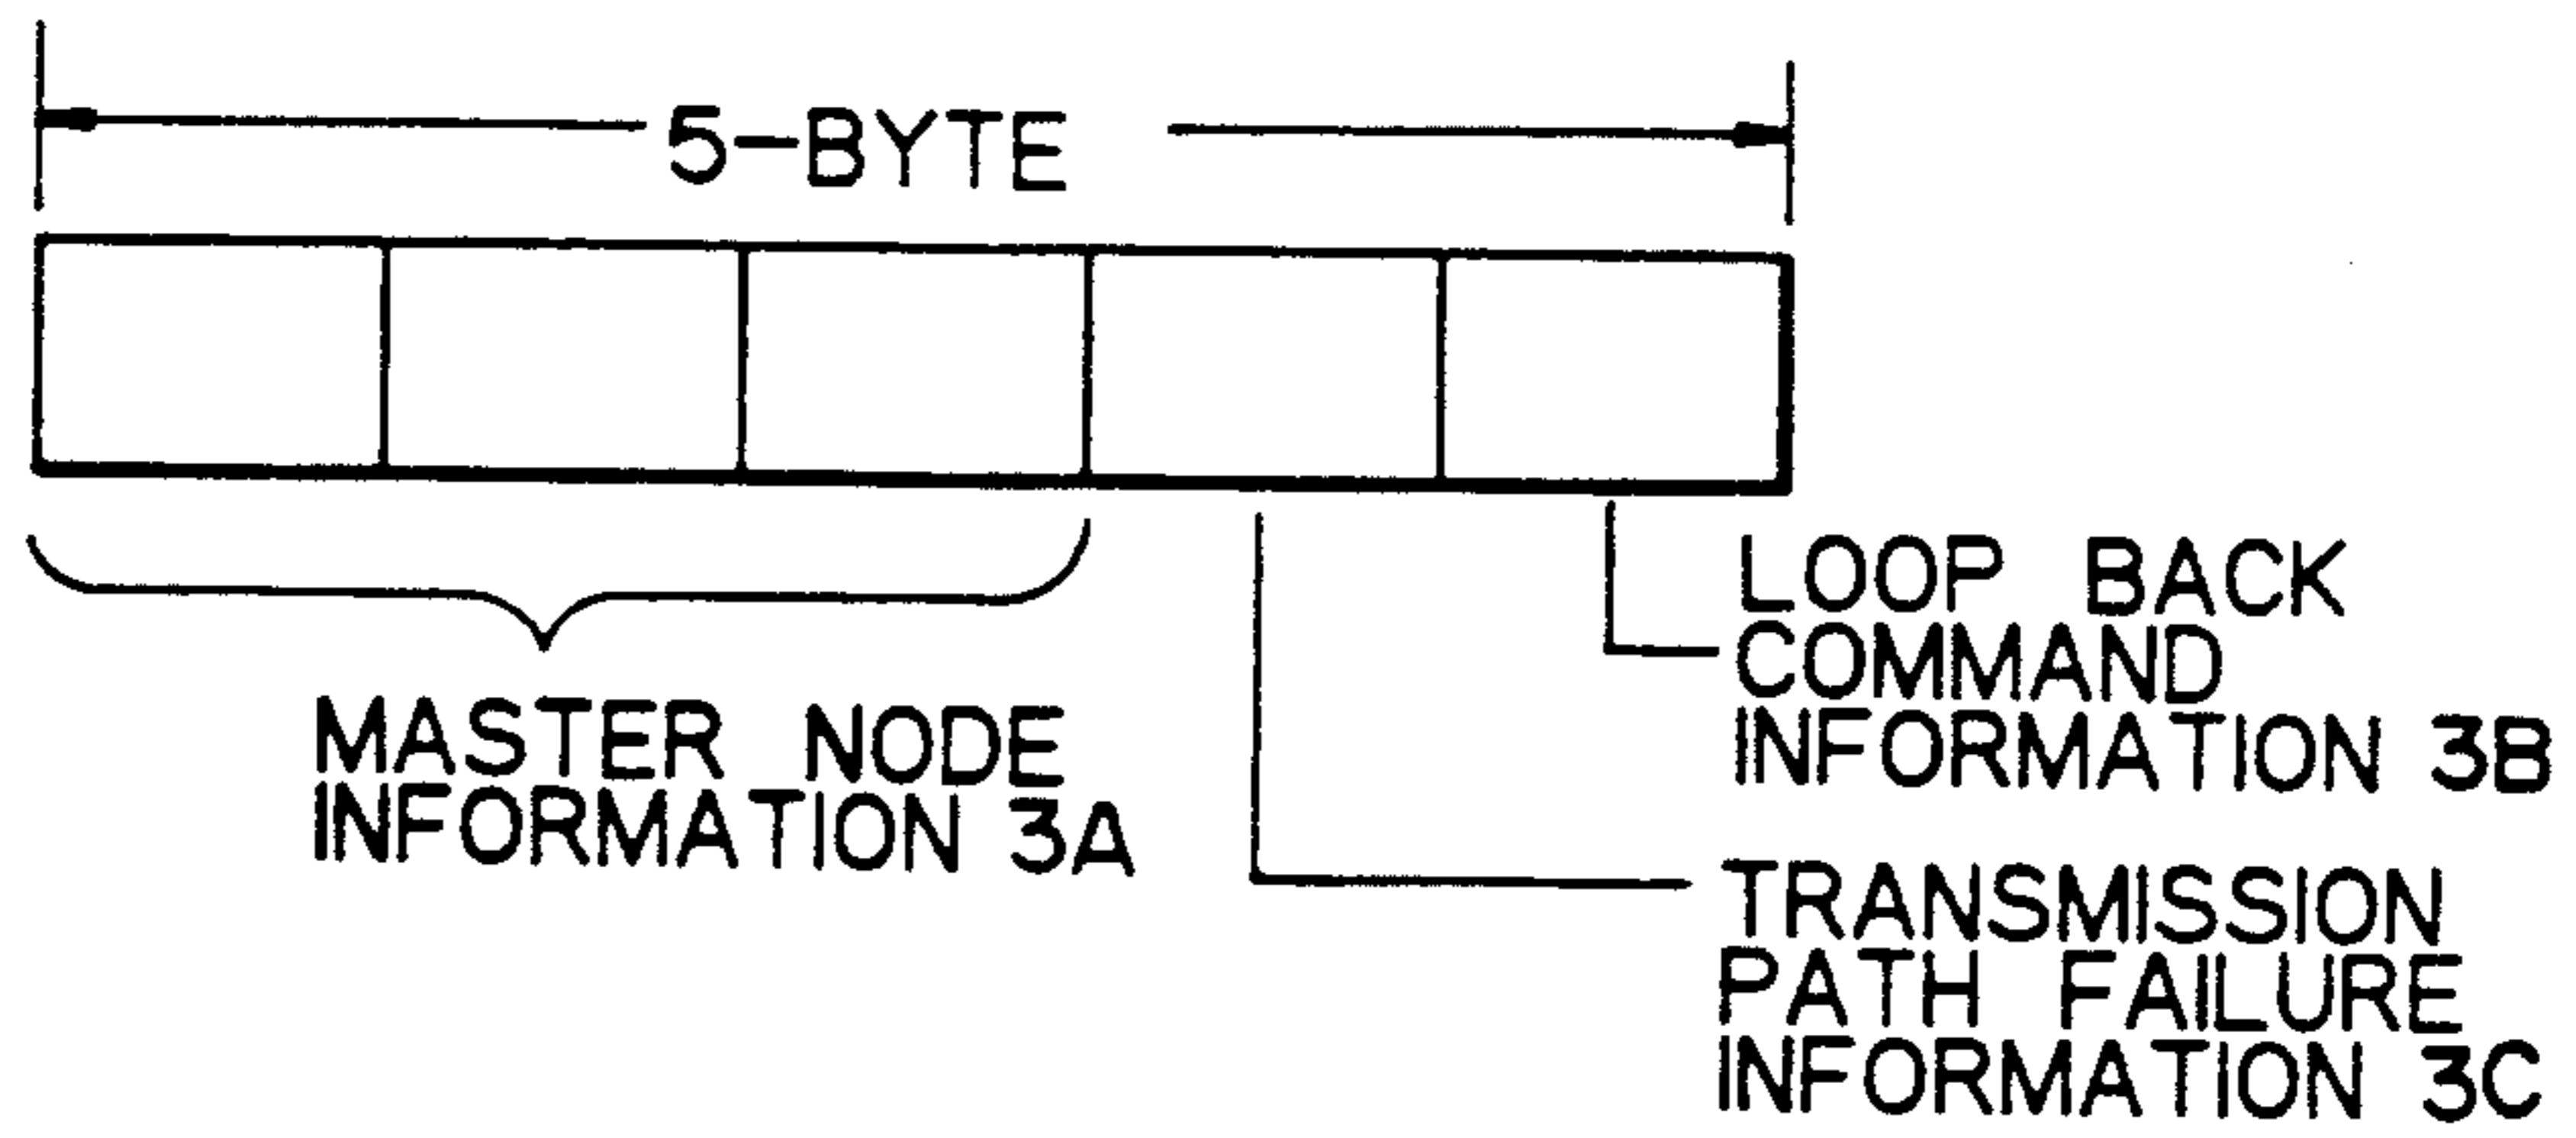 5-BYTE
MASTER NODE
INFORMATION 3A
LOOP BACK
COMMAND
INFORMATION 3B
TRANSMISSION
PATH FAILURE
INFORMATION 3C